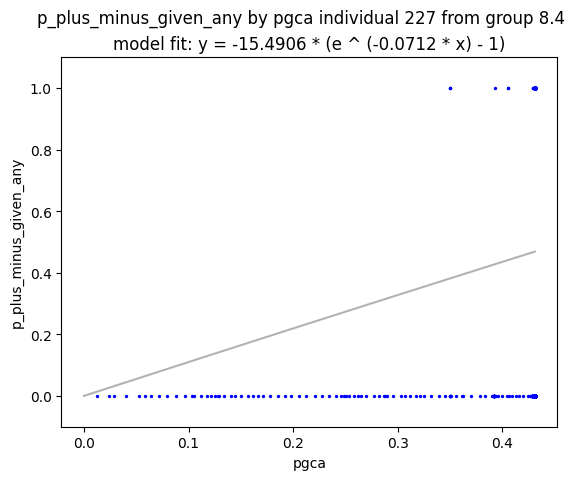 p_plus_minus_given_any by pgca individual 227 from group 8.4
model fit: y = -15.4906 * (e ^ (-0.0712 * x) - 1)
1.0
0.8
0.6
0.4
0.2
0.0
p_plus_minus_given_any
0.0 0.1 0.2 0.3 0.4
pgca